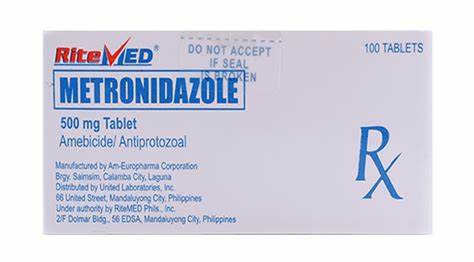 RiteMED®
DO NOT ACCEPT
IF SEAL
IS BROKEN
100 TABLETS
METRONIDAZOLE
500 mg Tablet
Amebicide/ Antiprotozoal
Manufactured by Am-Europharma Corporation
Brgy. Saimsim, Calamba City, Laguna
Distributed by United Laboratories, Inc.
66 United Street, Mandaluyong City, Philippines
Under authority by RiteMED Phils., Inc.
2/F Dolmar Bldg., 56 EDSA, Mandaluyong City, Philippines
Rx